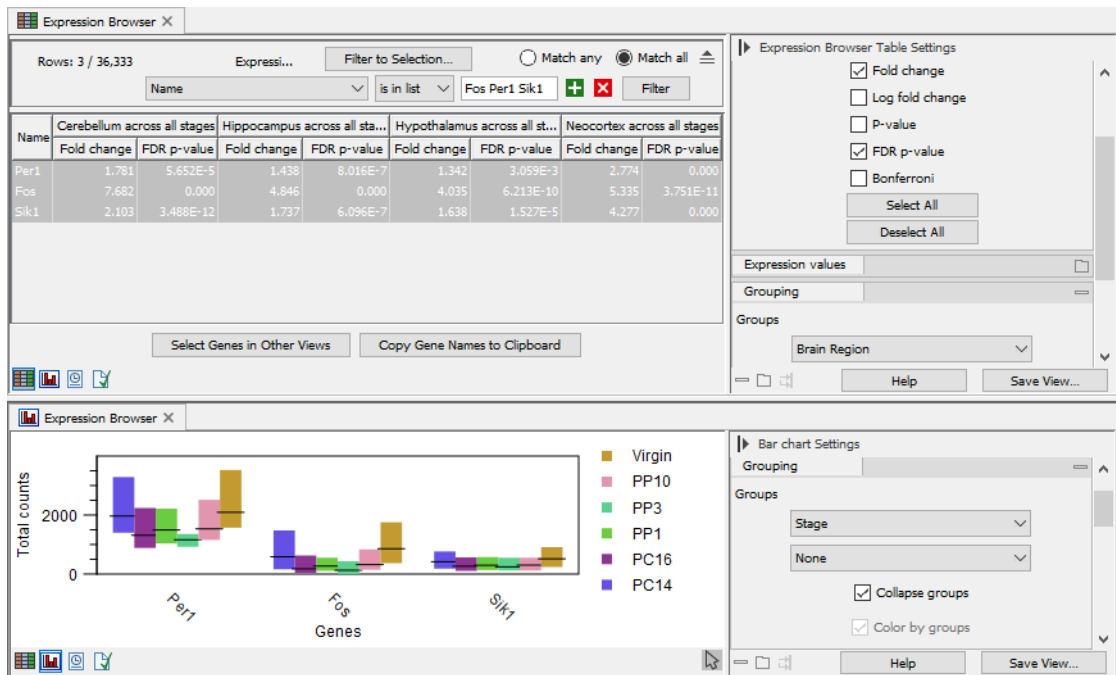 Expression Browser
Rows: 3 / 36,333 Expressi... Filter to Selection... Match any Match all
Name is in list Fos Per1 Sik1 Filter
Name Cerebellum across all stages Hippocampus across all sta... Hypothalamus across all st... Neocortex across all stages
Fold change FDR p-value Fold change FDR p-value Fold change FDR p-value Fold change FDR p-value
Per1 1.781 5.652E-5 1.438 8.016E-7 1.342 3.059E-3 2.774 0.000
Fos 7.682 0.000 4.846 0.000 4.035 6.213E-10 5.335 3.751E-11
Sik1 2.103 3.488E-12 1.737 6.096E-7 1.638 1.527E-5 4.277 0.000
Select Genes in Other Views Copy Gene Names to Clipboard
Expression Browser Table Settings
Fold change
Log fold change
P-value
FDR p-value
Bonferroni
Select All
Deselect All
Expression values
Grouping
Groups
Brain Region
Help Save View...
Expression Browser
Total counts
2000
0
Per1 Fos Sik1
Genes
Virgin
PP10
PP3
PP1
PC16
PC14
Bar chart Settings
Grouping
Groups
Stage
None
Collapse groups
Color by groups
Help Save View...